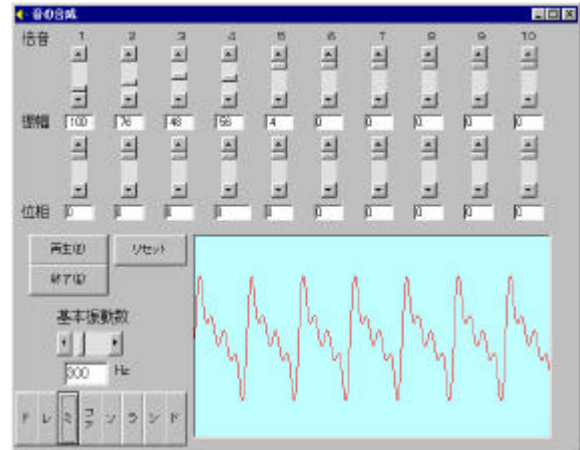 音の合成
倍音 1 2 3 4 5 6 7 8 9 10
振幅 100 76 48 56 4 0 0 0 0 0
位相 0 0 0 0 0 0 0 0 0 0
再生(P) リセット
終了(E)
基本振動数
300 Hz
ド レ ミ ファ ソ ラ シ ド